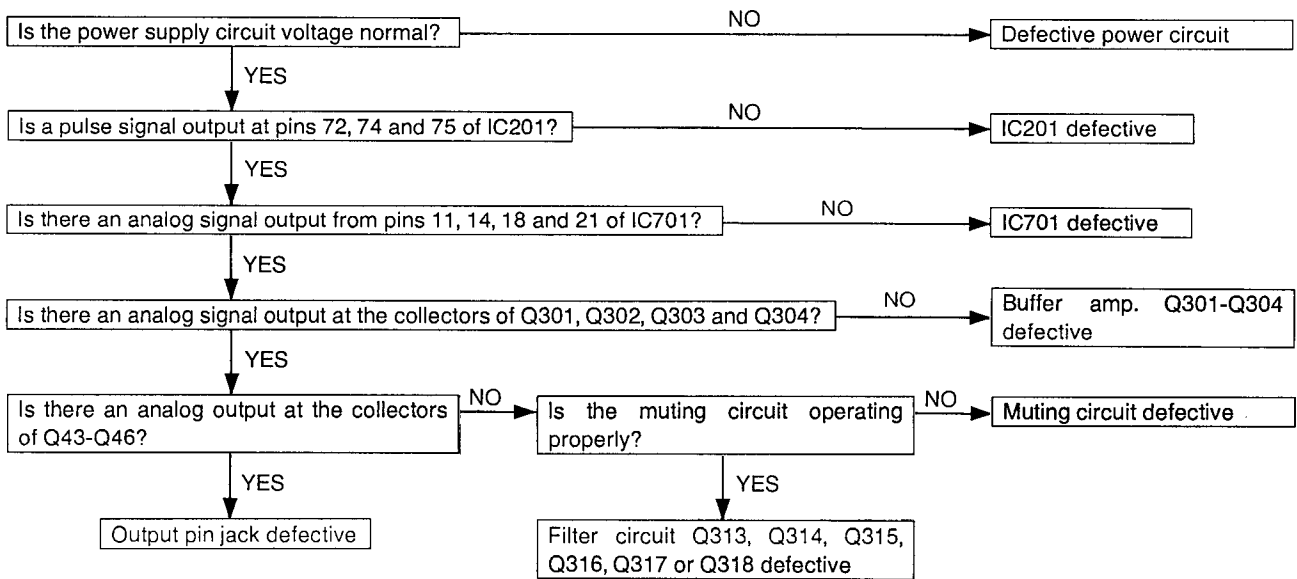 Is the power supply circuit voltage normal?
NO
Defective power circuit
YES
Is a pulse signal output at pins 72, 74 and 75 of IC201?
NO
IC201 defective
YES
Is there an analog signal output from pins 11, 14, 18 and 21 of IC701?
NO
IC701 defective
YES
Is there an analog signal output at the collectors of Q301, Q302, Q303 and Q304?
NO
Buffer amp. Q301-Q304
defective
YES
Is there an analog output at the collectors
of Q43-Q46?
NO
Is the muting circuit operating
properly?
NO
Muting circuit defective
YES
YES
Output pin jack defective
Filter circuit Q313, Q314, Q315,
Q316, Q317 or Q318 defective